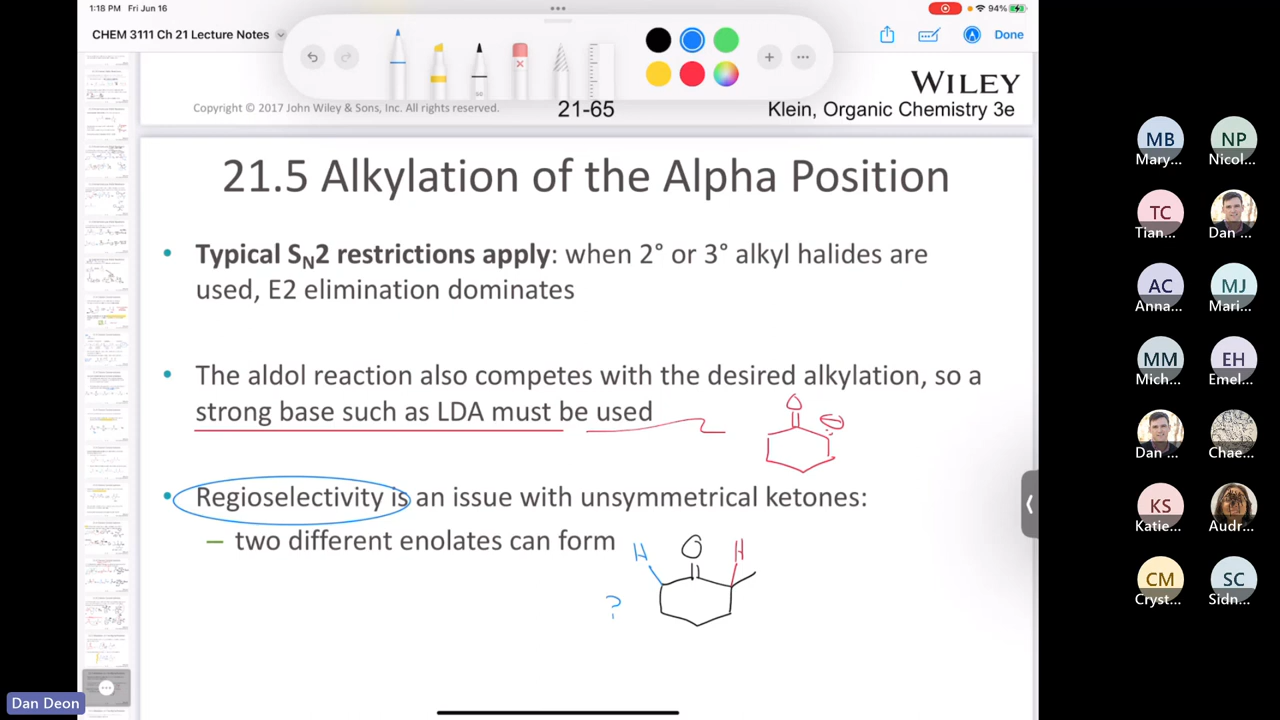 1:18 PM Fri Jun 16
94%
CHEM 3111 Ch 21 Lecture Notes
Done
WILEY
Copyright © 2017 John Wiley & Sons, Inc. All rights reserved.
21-65
Klein, Organic Chemistry 3e
21.5 Alkylation of the Alpha Position
• Typical SN2 restrictions apply: when 2° or 3° alkyl halides are
used, E2 elimination dominates
• The aldol reation also competes with the desired alkylation, so a
strong base such as LDA must be used
O
• Regioselectivity is an issue with unsymmetrical ketones:
– two different enolates can form
H O H
?
MB
Mary...
NP
Nicol...
TC
Tian...
Dan ...
AC
Anna...
MJ
Mari...
MM
Mich...
EH
Emel...
Dan ...
Chae...
KS
Katie...
Audr...
CM
Cryst...
SC
Sidn...
Dan Deon